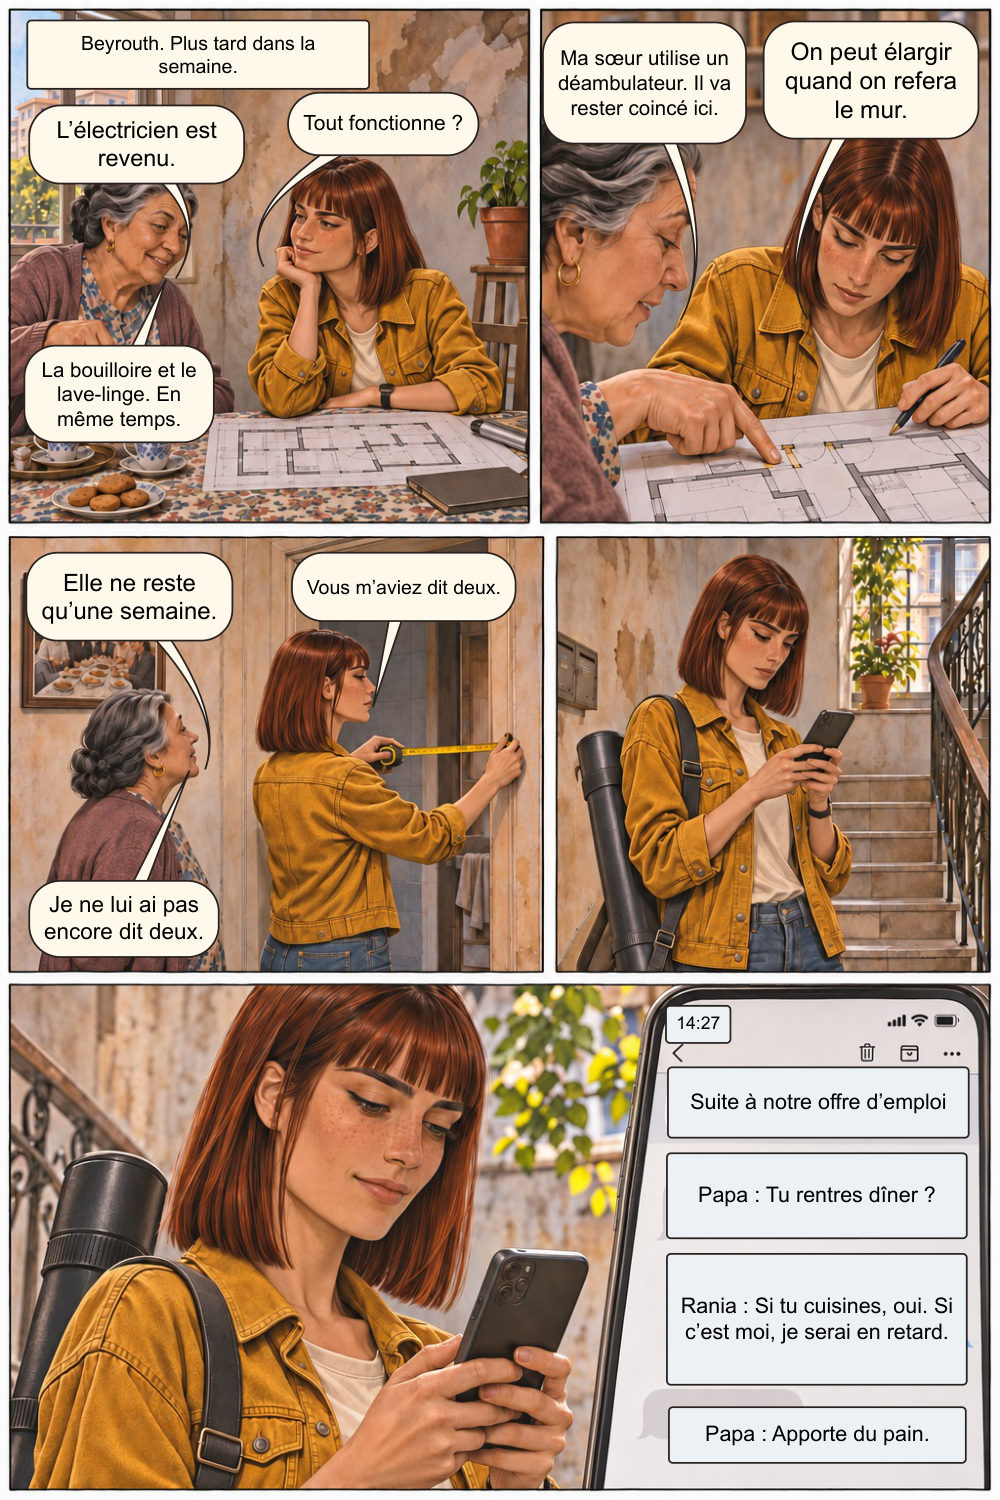 Beyrouth. Plus tard dans la
semaine.
L’électricien est
revenu.
Tout fonctionne ?
La bouilloire et le
lave-linge. En
même temps.
Ma sœur utilise un
déambulateur. Il va
rester coincé ici.
On peut élargir
quand on refera
le mur.
Elle ne reste
qu’une semaine.
Vous m’aviez dit deux.
Je ne lui ai pas
encore dit deux.
14:27
Suite à notre offre d’emploi
Papa : Tu rentres dîner ?
Rania : Si tu cuisines, oui. Si
c’est moi, je serai en retard.
Papa : Apporte du pain.